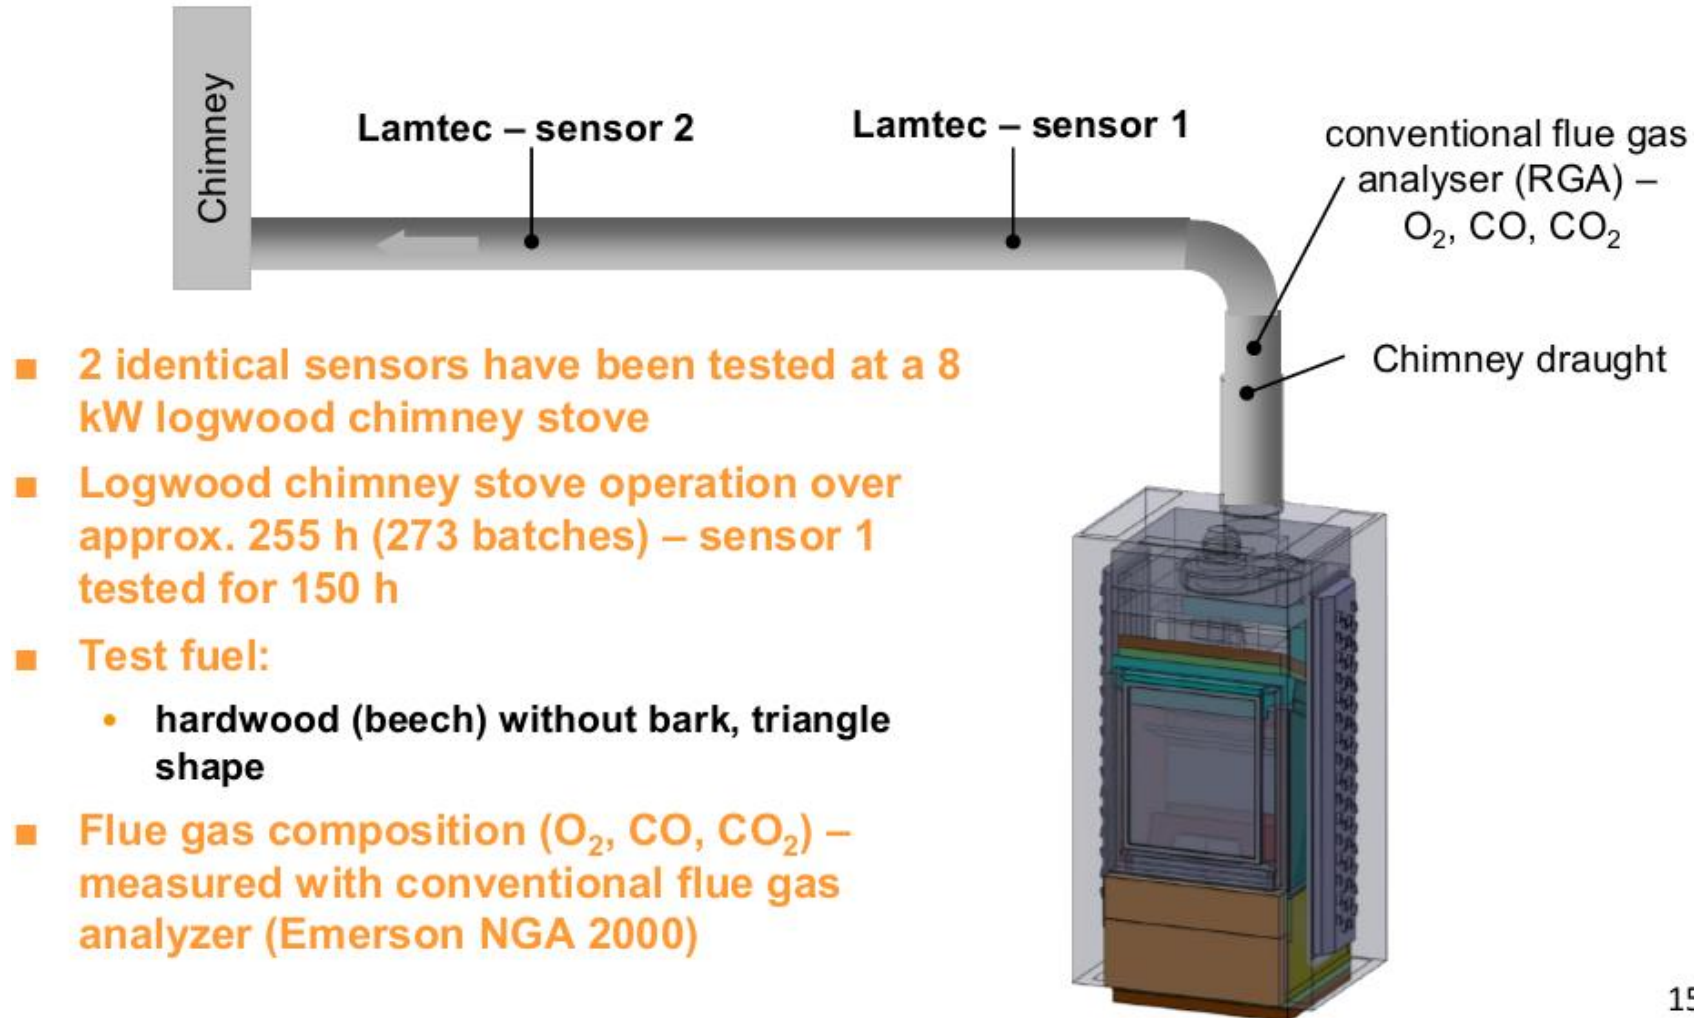 Chimney
Lamtec – sensor 2
Lamtec – sensor 1
conventional flue gas
analyser (RGA) –
O₂, CO, CO₂
Chimney draught
■ 2 identical sensors have been tested at a 8
kW logwood chimney stove
■ Logwood chimney stove operation over
approx. 255 h (273 batches) – sensor 1
tested for 150 h
■ Test fuel:
• hardwood (beech) without bark, triangle
shape
■ Flue gas composition (O₂, CO, CO₂) –
measured with conventional flue gas
analyzer (Emerson NGA 2000)
15